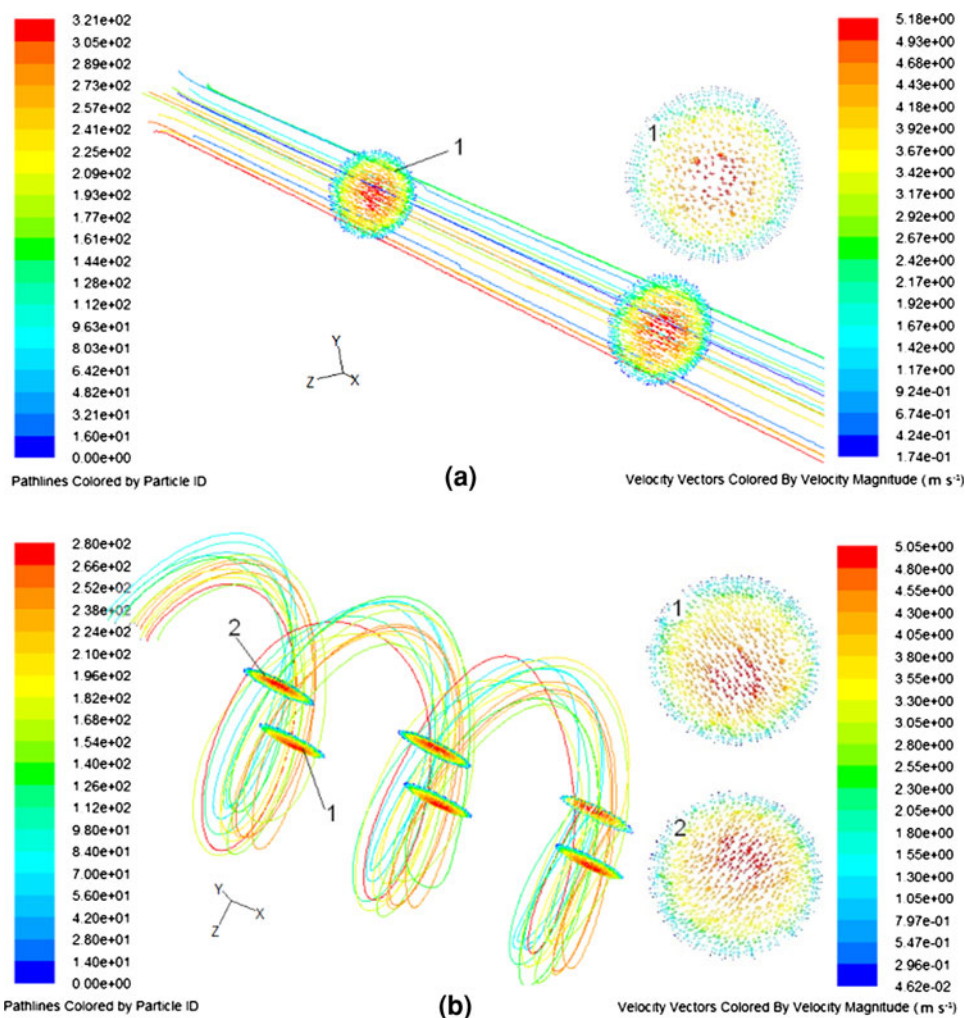 3.21e+02
3.05e+02
2.89e+02
2.73e+02
2.57e+02
2.41e+02
2.25e+02
2.09e+02
1.93e+02
1.77e+02
1.61e+02
1.44e+02
1.28e+02
1.12e+02
9.63e+01
8.03e+01
6.42e+01
4.82e+01
3.21e+01
1.60e+01
0.00e+00
Pathlines Colored by Particle ID
1
Y
Z
X
1
5.18e+00
4.93e+00
4.68e+00
4.43e+00
4.18e+00
3.92e+00
3.67e+00
3.42e+00
3.17e+00
2.92e+00
2.67e+00
2.42e+00
2.17e+00
1.92e+00
1.67e+00
1.42e+00
1.17e+00
9.24e-01
6.74e-01
4.24e-01
1.74e-01
Velocity Vectors Colored By Velocity Magnitude (m s⁻¹)
(a)
2.80e+02
2.66e+02
2.52e+02
2.38e+02
2.24e+02
2.10e+02
1.96e+02
1.82e+02
1.68e+02
1.54e+02
1.40e+02
1.26e+02
1.12e+02
9.80e+01
8.40e+01
7.00e+01
5.60e+01
4.20e+01
2.80e+01
1.40e+01
0.00e+00
Pathlines Colored by Particle ID
2
1
Y
X
Z
1
2
5.05e+00
4.80e+00
4.55e+00
4.30e+00
4.05e+00
3.80e+00
3.55e+00
3.30e+00
3.05e+00
2.80e+00
2.55e+00
2.30e+00
2.05e+00
1.80e+00
1.55e+00
1.30e+00
1.05e+00
7.97e-01
5.47e-01
2.96e-01
4.62e-02
Velocity Vectors Colored By Velocity Magnitude (m s⁻¹)
(b)